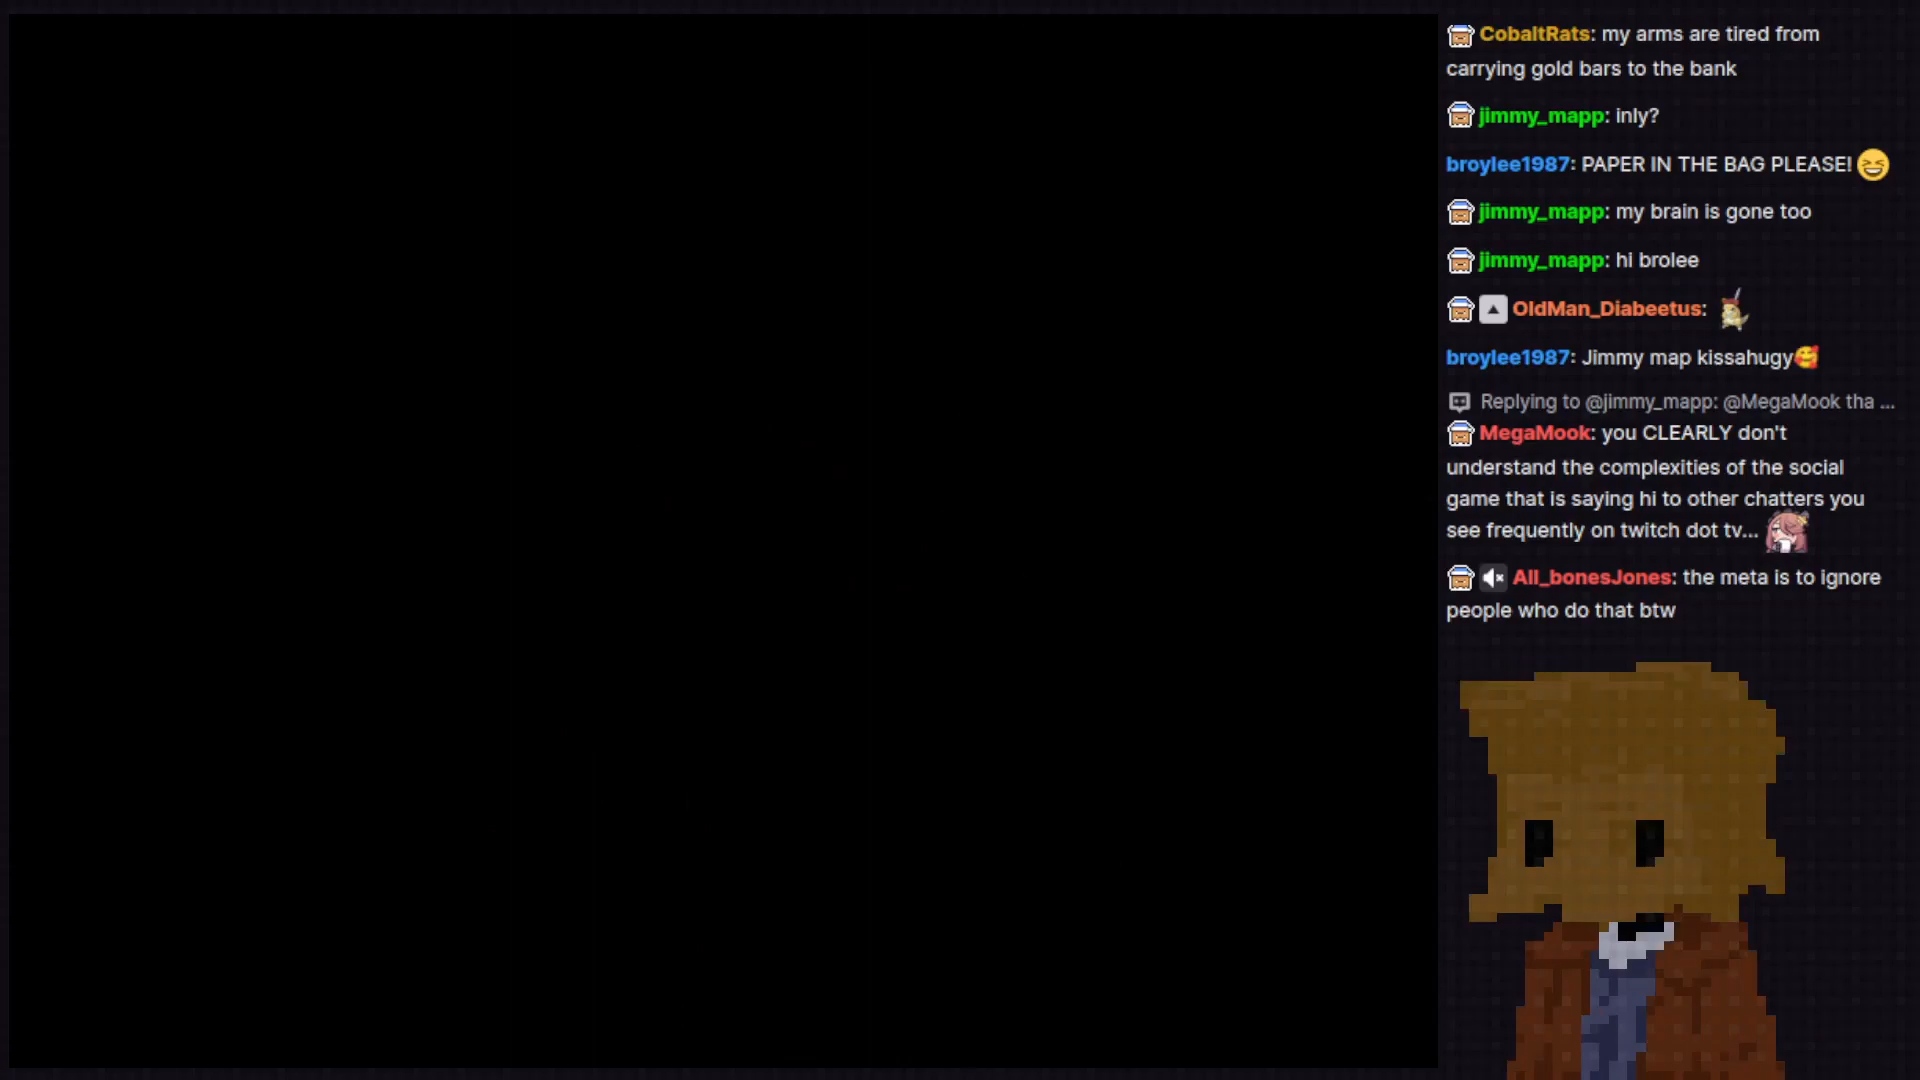 CobaltRats: my arms are tired from
carrying gold bars to the bank
jimmy_mapp: inly?
broylee1987: PAPER IN THE BAG PLEASE!
jimmy_mapp: my brain is gone too
jimmy_mapp: hi brolee
OldMan_Diabeetus:
broylee1987: Jimmy map kissahugy
Replying to @jimmy_mapp: @MegaMook tha ...
MegaMook: you CLEARLY don't
understand the complexities of the social
game that is saying hi to other chatters you
see frequently on twitch dot tv...
All_bonesJones: the meta is to ignore
people who do that btw